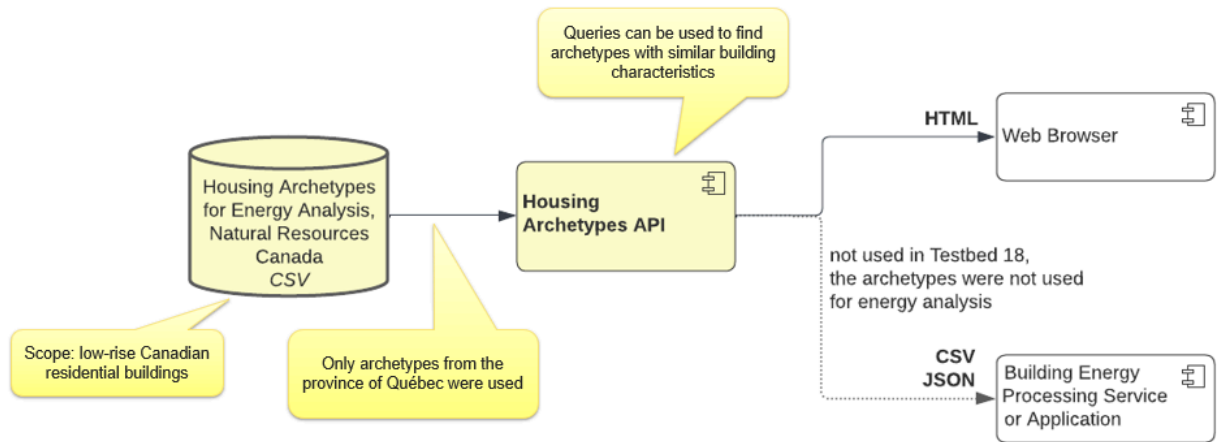 Queries can be used to find
archetypes with similar building
characteristics
HTML
Web Browser
Housing Archetypes
for Energy Analysis,
Natural Resources
Canada
CSV
Housing
Archetypes API
not used in Testbed 18,
the archetypes were not used
for energy analysis
Scope: low-rise Canadian
residential buildings
Only archetypes from the
province of Québec were used
CSV
JSON
Building Energy
Processing Service
or Application